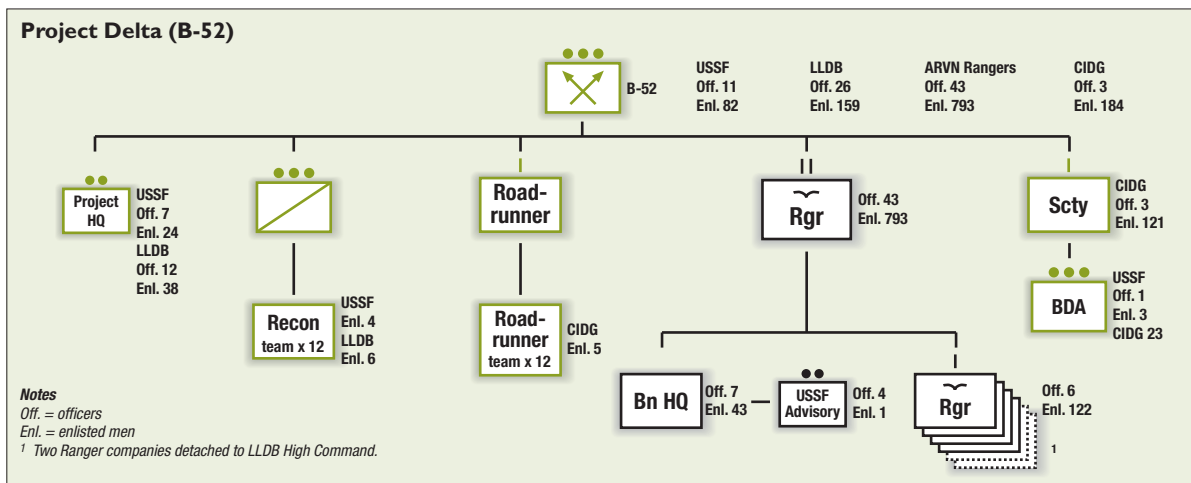 Project Delta (B-52)
B-52
USSF
Off. 11
Enl. 82
LLDB
Off. 26
Enl. 159
ARVN Rangers
Off. 43
Enl. 793
CIDG
Off. 3
Enl. 184
Project
HQ
USSF
Off. 7
Enl. 24
LLDB
Off. 12
Enl. 38
Road-
runner
Rgr
Off. 43
Enl. 793
Scty
CIDG
Off. 3
Enl. 121
Recon
team x 12
USSF
Enl. 4
LLDB
Enl. 6
Road-
runner
team x 12
CIDG
Enl. 5
BDA
USSF
Off. 1
Enl. 3
CIDG 23
Bn HQ
Off. 7
Enl. 43
USSF
Advisory
Off. 4
Enl. 1
Rgr
Off. 6
Enl. 122
1
Notes
Off. = officers
Enl. = enlisted men
1 Two Ranger companies detached to LLDB High Command.